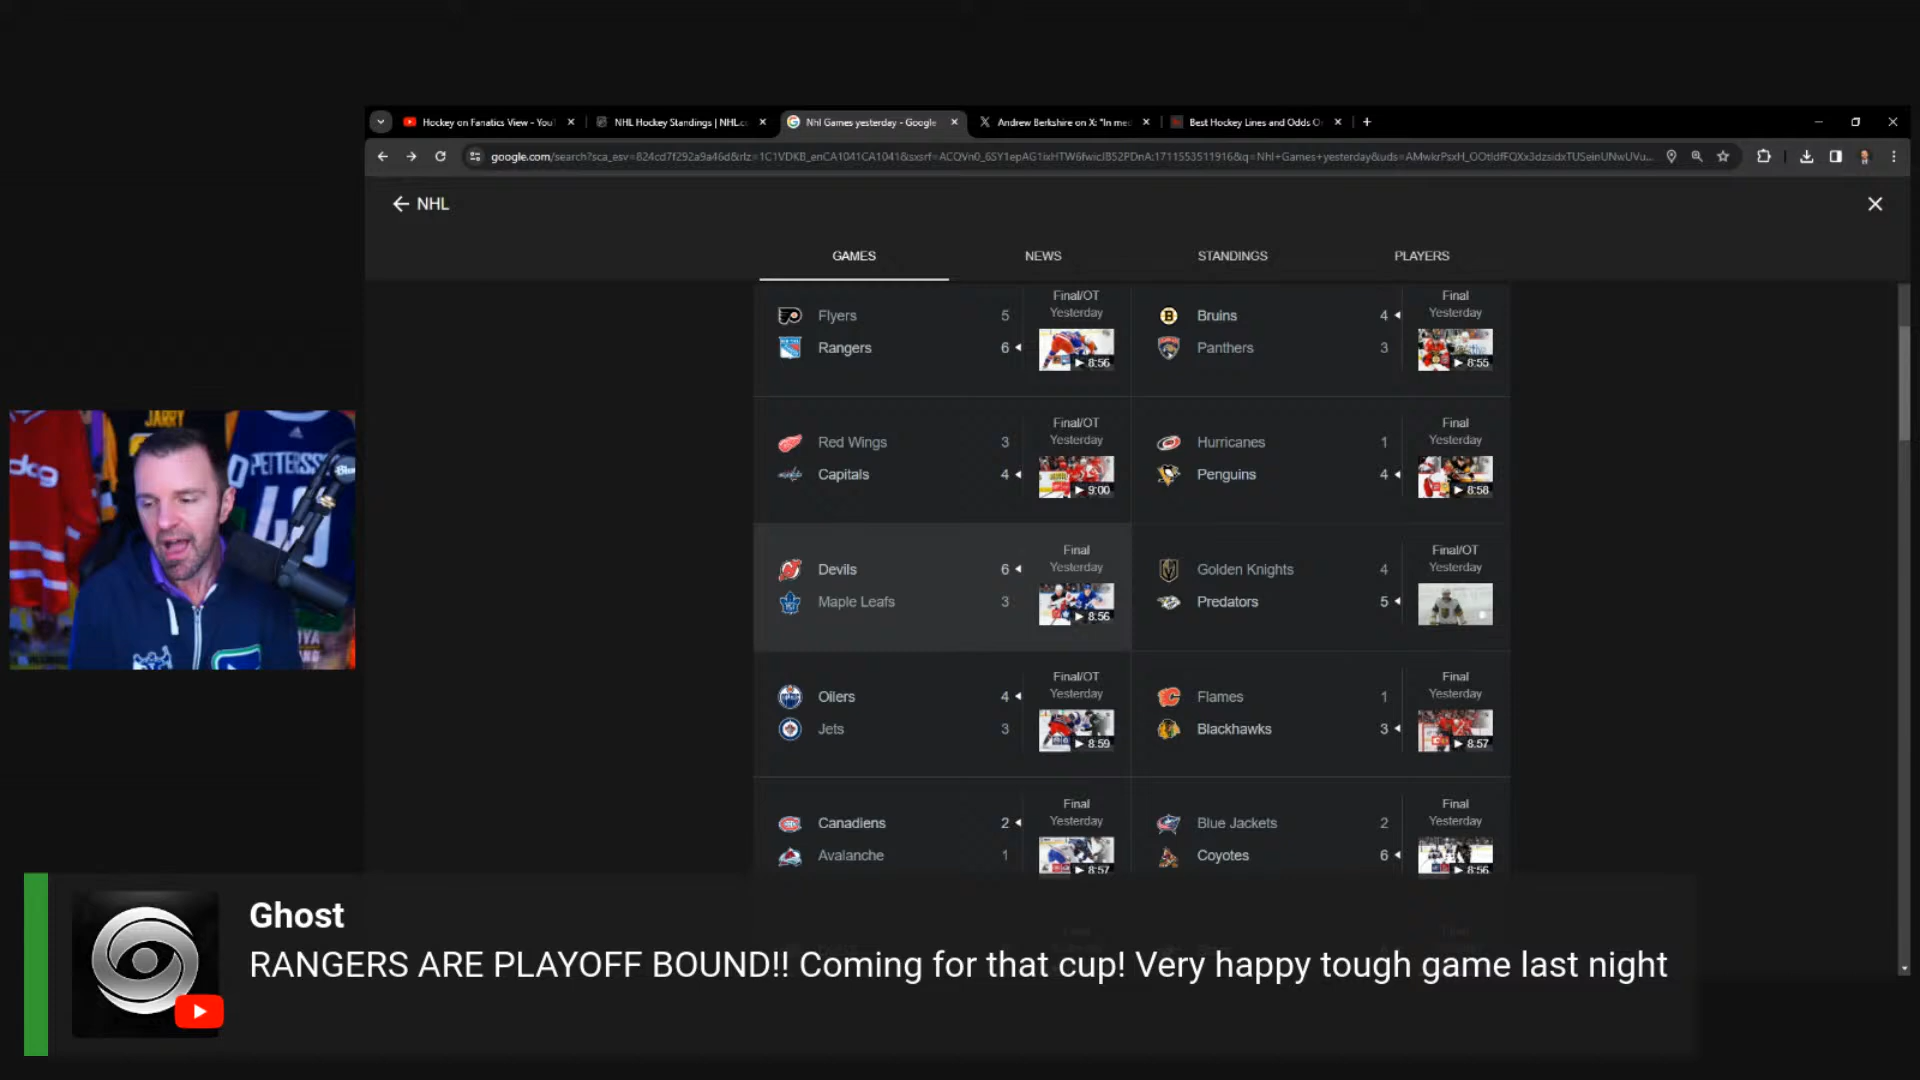 Hockey on Fanatics View - You
NHL Hockey Standings | NHL.c
Nhl Games yesterday - Google
Andrew Berkshire on X: "In me
Best Hockey Lines and Odds O
NHL
GAMES NEWS STANDINGS PLAYERS
Final/OT
Flyers 5 Yesterday
Rangers 6
8:56
Final
Bruins 4 Yesterday
Panthers 3
8:55
Final/OT
Red Wings 3 Yesterday
Capitals 4
9:00
Final
Hurricanes 1 Yesterday
Penguins 4
8:58
Final
Devils 6 Yesterday
Maple Leafs 3
8:56
Final/OT
Golden Knights 4 Yesterday
Predators 5
Final/OT
Oilers 4 Yesterday
Jets 3
8:59
Final
Flames 1 Yesterday
Blackhawks 3
8:57
Final
Canadiens 2 Yesterday
Avalanche 1
8:57
Final
Blue Jackets 2 Yesterday
Coyotes 6
8:56
JARRY
PETTERSS
40
Ghost
RANGERS ARE PLAYOFF BOUND!! Coming for that cup! Very happy tough game last night